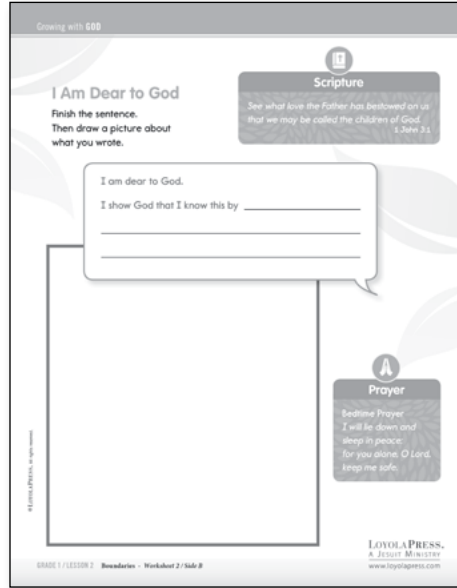 Growing with GOD
I Am Dear to God
Finish the sentence.
Then draw a picture about
what you wrote.
Scripture
See what love the Father has bestowed on us
that we may be called the children of God.
1 John 3:1
I am dear to God.
I show God that I know this by
Prayer
Bedtime Prayer
I will lie down and
sleep in peace;
for you alone, O Lord,
keep me safe.
©LOYOLAPRESS. All rights reserved.
LOYOLAPRESS.
A JESUIT MINISTRY
GRADE 1 / LESSON 2 Boundaries - Worksheet 2/Side B
www.loyolapress.com